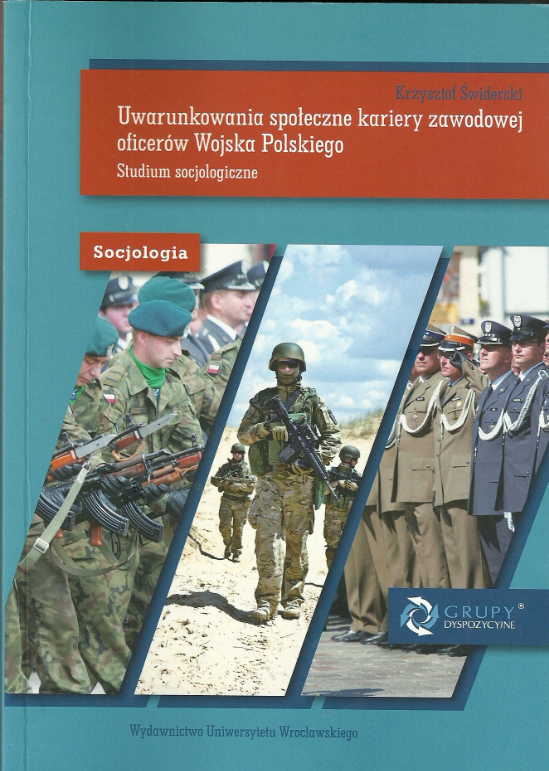 Krzysztof Świderski
Uwarunkowania społeczne kariery zawodowej
oficerów Wojska Polskiego
Studium socjologiczne
Socjologia
GRUPY ®
DYSPOZYCYJNE
Wydawnictwo Uniwersytetu Wrocławskiego